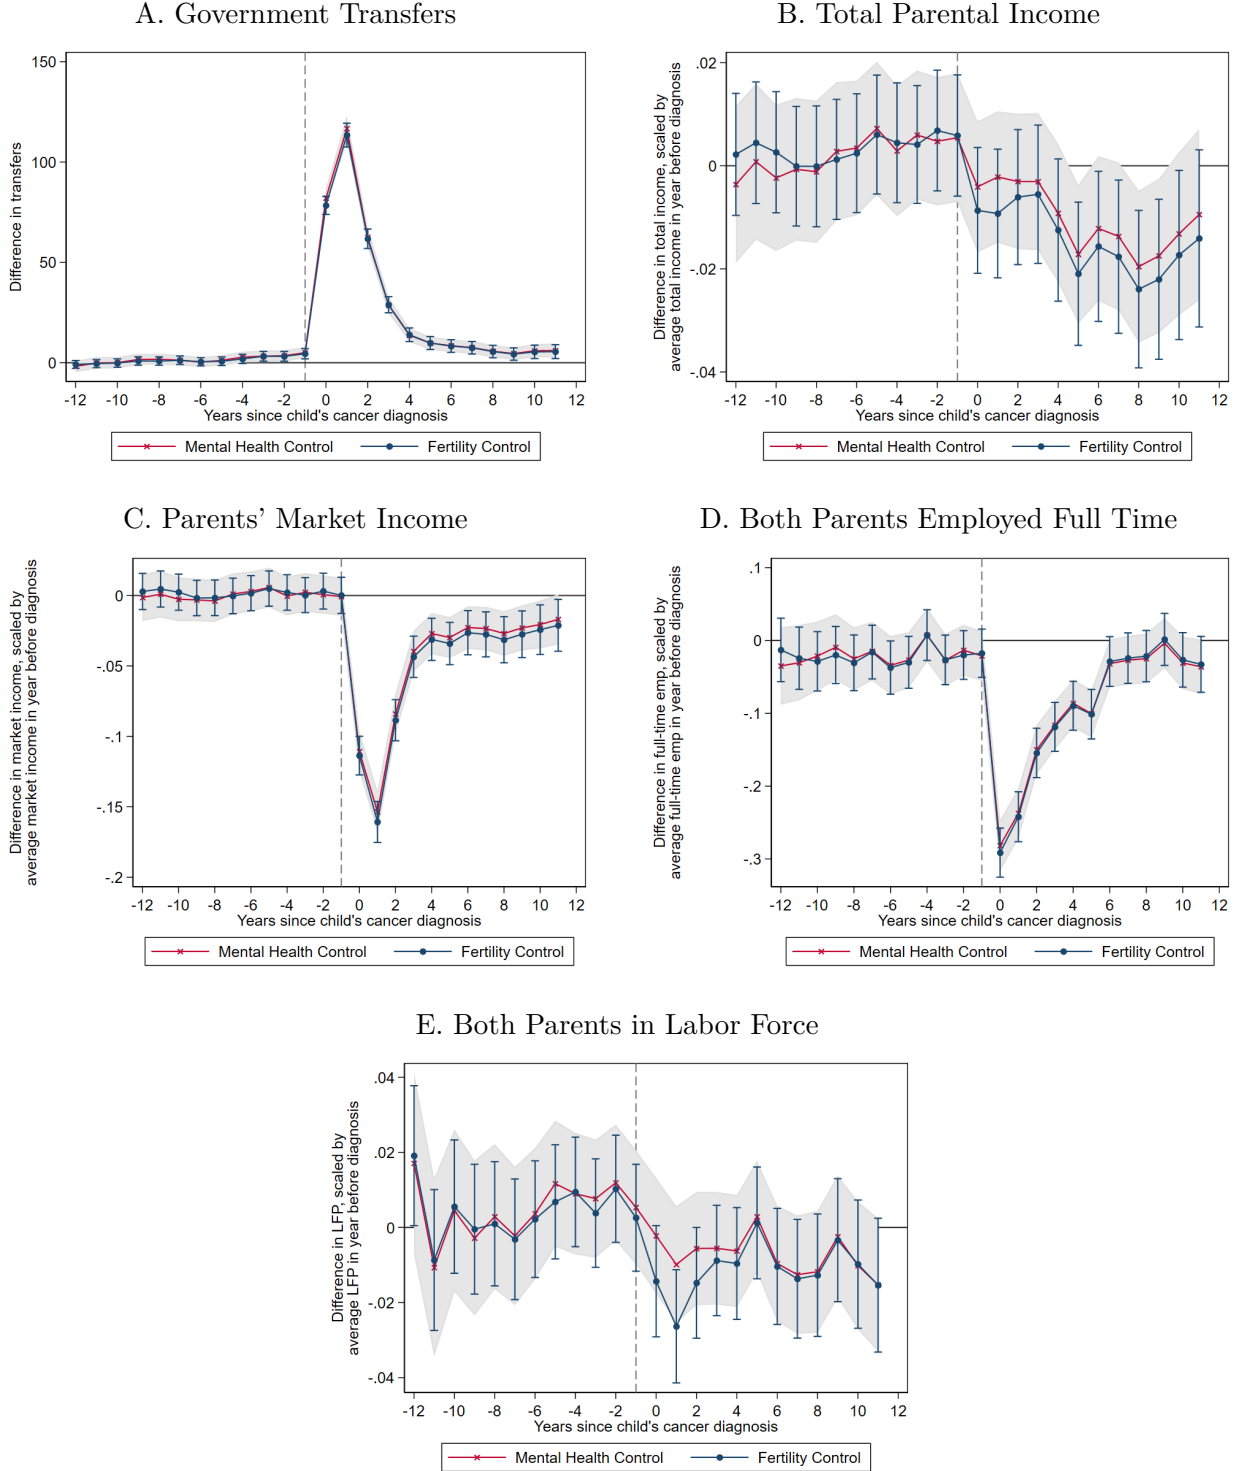 A. Government Transfers
Difference in transfers
150
100
50
0
-12 -10 -8 -6 -4 -2 0 2 4 6 8 10 12
Years since child's cancer diagnosis
Mental Health Control Fertility Control
B. Total Parental Income
Difference in total income, scaled by
average total income in year before diagnosis
.02
0
-.02
-.04
-12 -10 -8 -6 -4 -2 0 2 4 6 8 10 12
Years since child's cancer diagnosis
Mental Health Control Fertility Control
C. Parents' Market Income
Difference in market income, scaled by
average market income in year before diagnosis
0
-.05
-.1
-.15
-.2
-12 -10 -8 -6 -4 -2 0 2 4 6 8 10 12
Years since child's cancer diagnosis
Mental Health Control Fertility Control
D. Both Parents Employed Full Time
Difference in full-time emp, scaled by
average full-time emp in year before diagnosis
.1
0
-.1
-.2
-.3
-12 -10 -8 -6 -4 -2 0 2 4 6 8 10 12
Years since child's cancer diagnosis
Mental Health Control Fertility Control
E. Both Parents in Labor Force
Difference in LFP, scaled by
average LFP in year before diagnosis
.04
.02
0
-.02
-.04
-12 -10 -8 -6 -4 -2 0 2 4 6 8 10 12
Years since child's cancer diagnosis
Mental Health Control Fertility Control